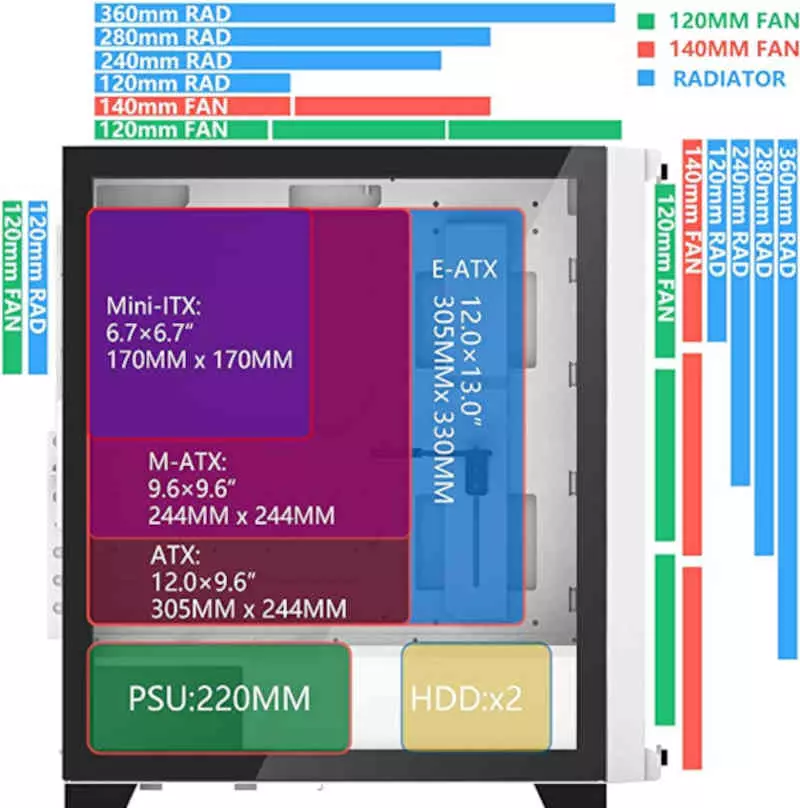 360mm RAD
280mm RAD
240mm RAD
120mm RAD
140mm FAN
120mm FAN
120MM FAN
140MM FAN
RADIATOR
120mm FAN
120mm RAD
Mini-ITX:
6.7×6.7“
170MM x 170MM
M-ATX:
9.6×9.6“
244MM x 244MM
ATX:
12.0×9.6“
305MM x 244MM
E-ATX
12.0×13.0“
305MMx 330MM
PSU:220MM
HDD:x2
120mm FAN
140mm FAN
120mm RAD
240mm RAD
280mm RAD
360mm RAD